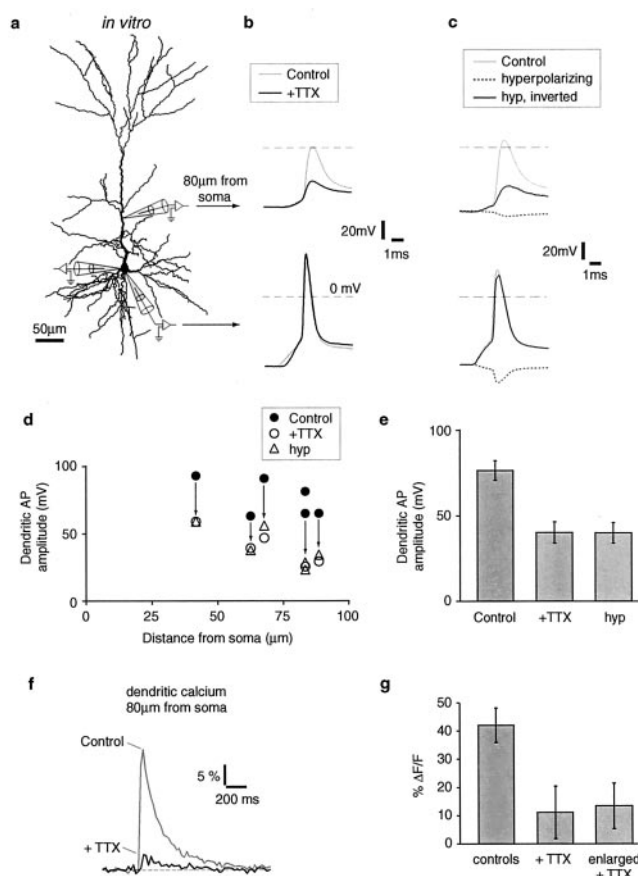 a
in vitro
80μm from
soma
50μm
b
Control
+TTX
20mV
1ms
0 mV
c
Control
hyperpolarizing
hyp, inverted
20mV
1ms
20mV
1ms
d
Control
+TTX
hyp
Dendritic AP
amplitude (mV)
100
50
0
0 25 50 75 100
Distance from soma (μm)
e
Dendritic AP
amplitude (mV)
100
50
0
Control +TTX hyp
f
dendritic calcium
80μm from soma
Control
5 %
200 ms
+ TTX
g
% ΔF/F
50
40
30
20
10
0
controls + TTX enlarged
+ TTX